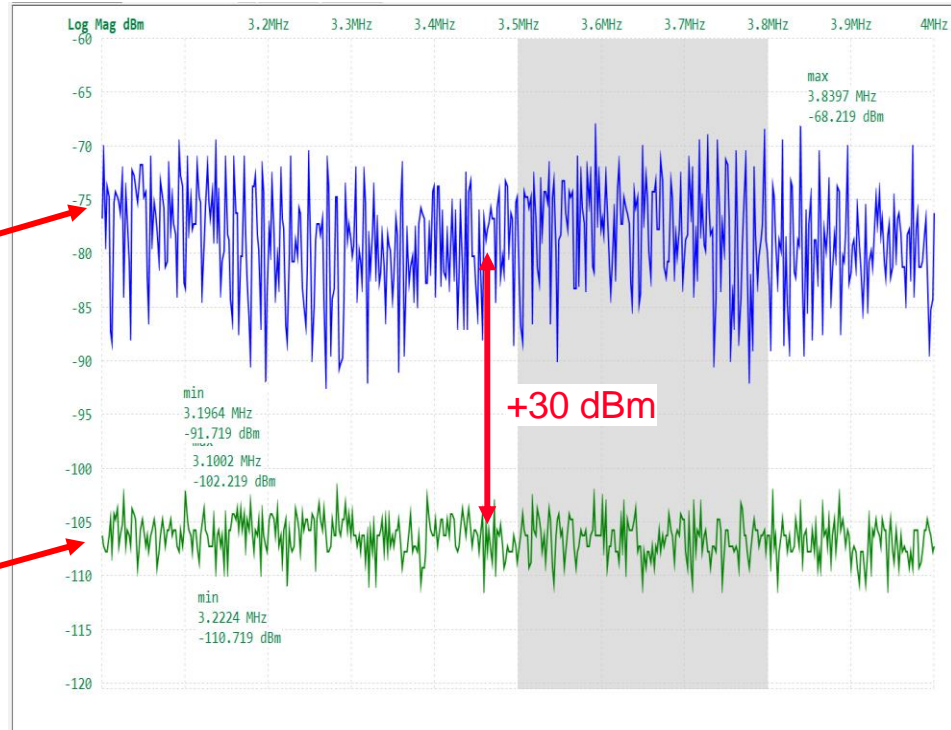 Log Mag dBm 3.2MHz 3.3MHz 3.4MHz 3.5MHz 3.6MHz 3.7MHz 3.8MHz 3.9MHz 4MHz
-60
-65
max
3.8397 MHz
-68.219 dBm
-70
-75
-80
-85
-90
min
3.1964 MHz
-91.719 dBm
+30 dBm
-95
max
3.1002 MHz
-102.219 dBm
-100
-105
-110
min
3.2224 MHz
-110.719 dBm
-115
-120